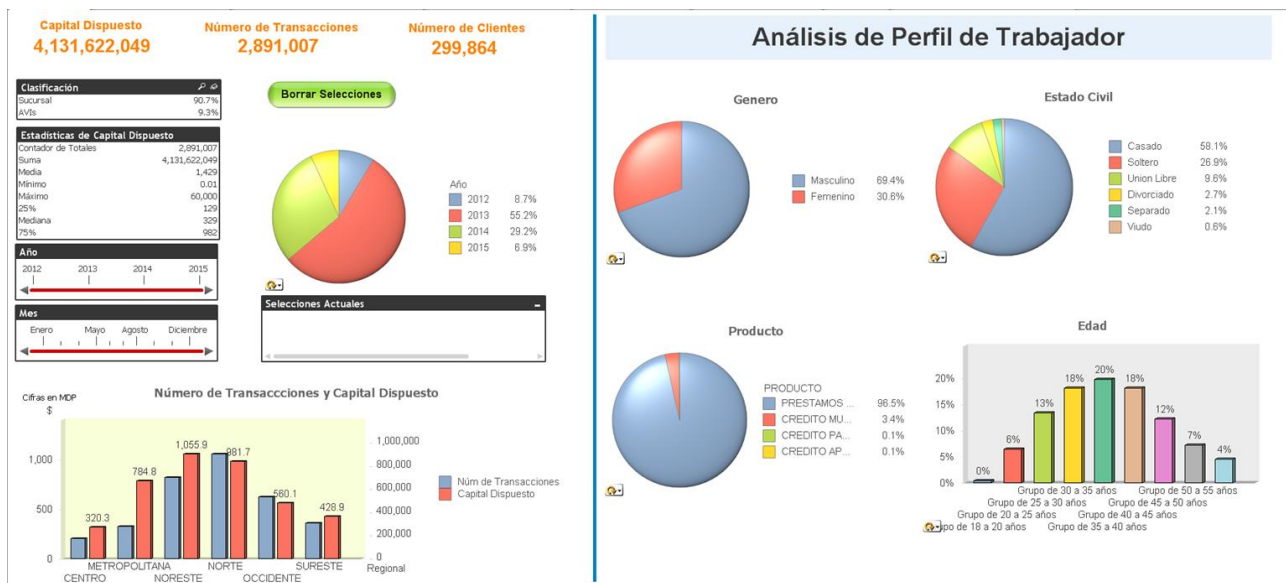 Capital Dispuesto
4,131,622,049
Número de Transacciones
2,891,007
Número de Clientes
299,864
Clasificación
Sucursal 90.7%
AVIs 9.3%
Estadísticas de Capital Dispuesto
Contador de Totales 2,891,007
Suma 4,131,622,049
Media 1,429
Mínimo 0.01
Máximo 60,000
25% 129
Mediana 329
75% 982
Año
2012 2013 2014 2015
Mes
Enero Mayo Agosto Diciembre
Borrar Selecciones
Año
2012 8.7%
2013 55.2%
2014 29.2%
2015 6.9%
Selecciones Actuales
Número de Transaccciones y Capital Dispuesto
Cifras en MDP
$
1,000
500
0
320.3
784.8
1,055.9
981.7
560.1
428.9
1,000,000
800,000
600,000
400,000
200,000
0
METROPOLITANA NORTE SURESTE Regional
CENTRO NORESTE OCCIDENTE
Núm de Transacciones
Capital Dispuesto
Análisis de Perfil de Trabajador
Genero
Masculino 69.4%
Femenino 30.6%
Estado Civil
Casado 58.1%
Soltero 26.9%
Union Libre 9.6%
Divorciado 2.7%
Separado 2.1%
Viudo 0.6%
Producto
PRODUCTO
PRESTAMOS ... 96.5%
CREDITO MU... 3.4%
CREDITO PA... 0.1%
CREDITO AP... 0.1%
Edad
20%
15%
10%
5%
0%
0%
6%
13%
18%
20%
18%
12%
7%
4%
Grupo de 30 a 35 años Grupo de 50 a 55 años
Grupo de 25 a 30 años Grupo de 45 a 50 años
Grupo de 20 a 25 años Grupo de 40 a 45 años
po de 18 a 20 años Grupo de 35 a 40 años